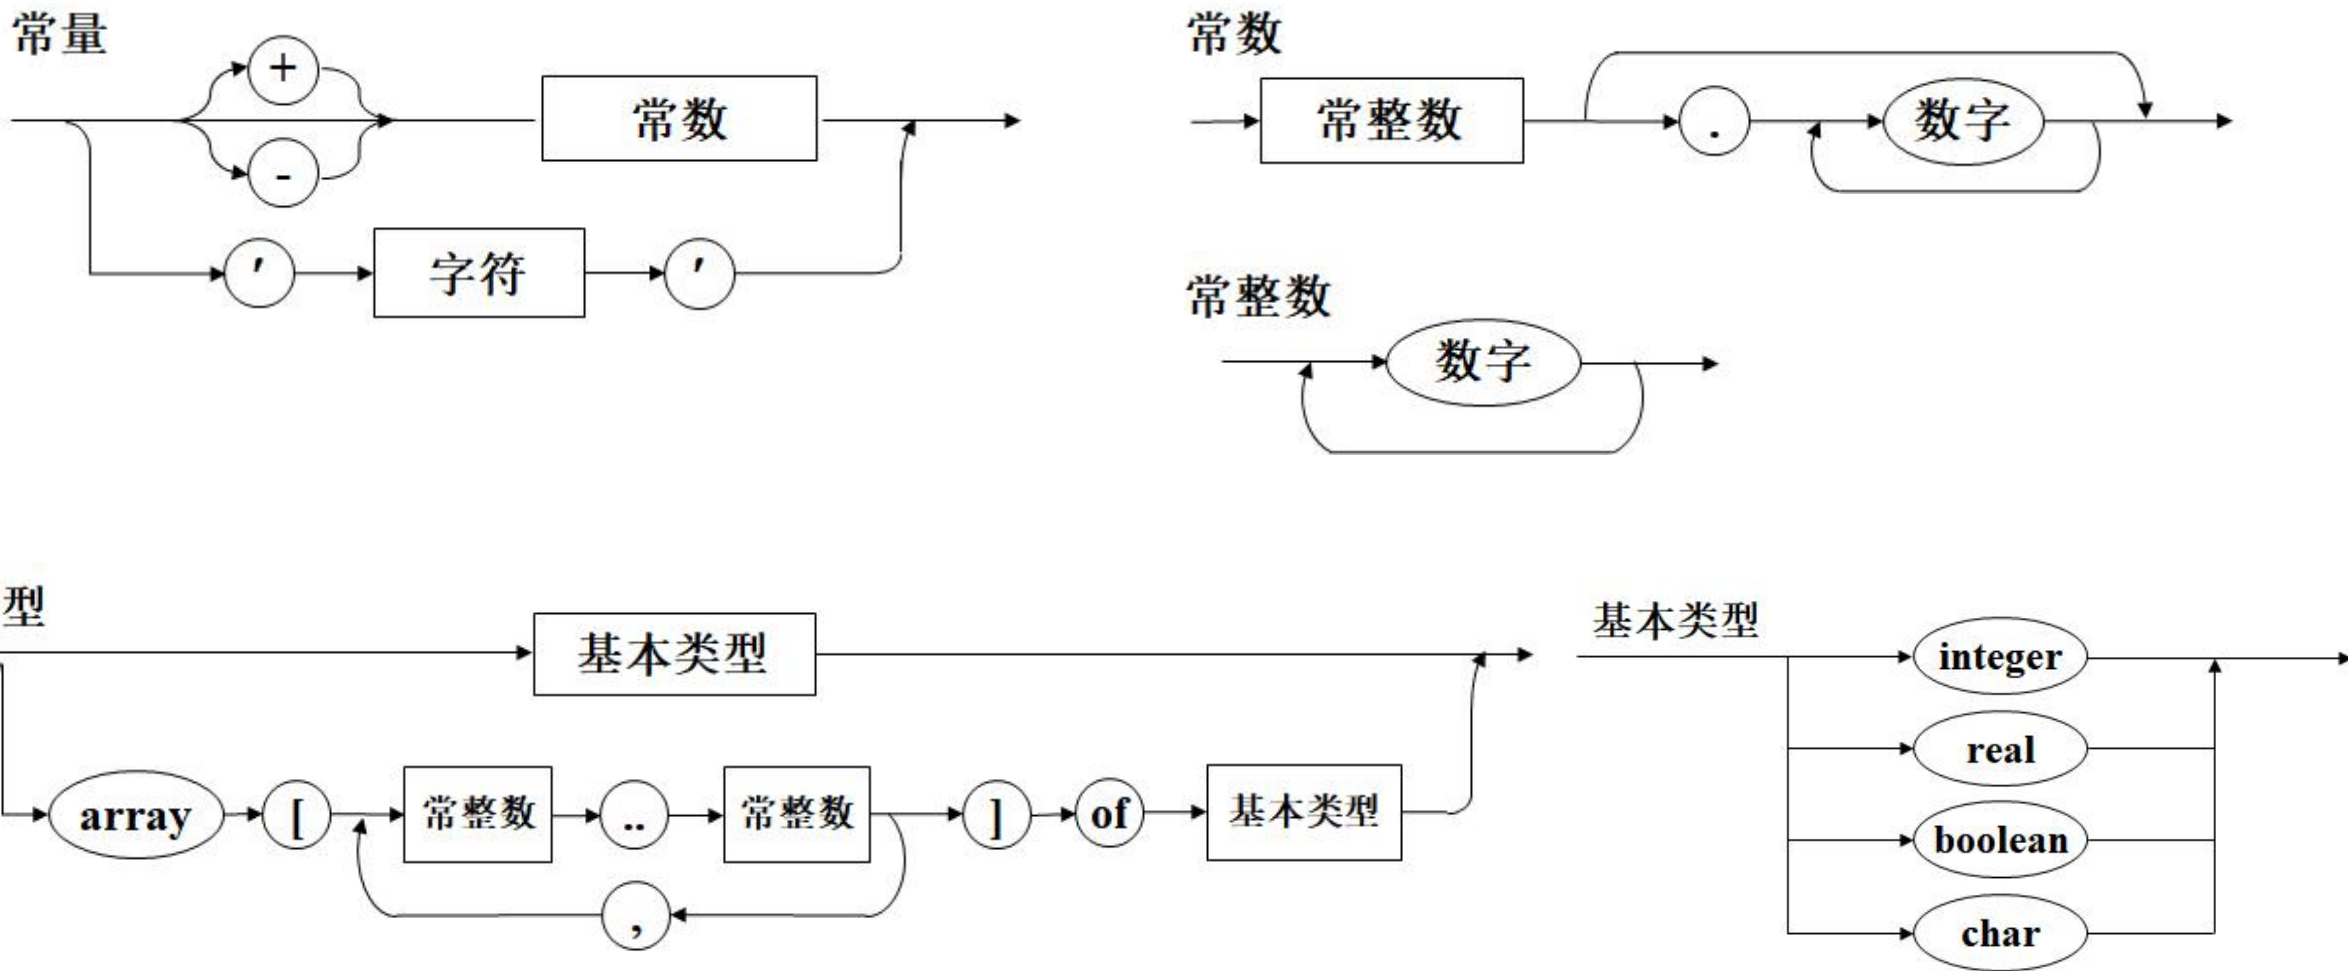 常量
+
常数
-
' 字符 '
常数
常整数 . 数字
常整数
数字
型
基本类型
array [ 常整数 .. 常整数 ] of 基本类型
,
基本类型
integer
real
boolean
char